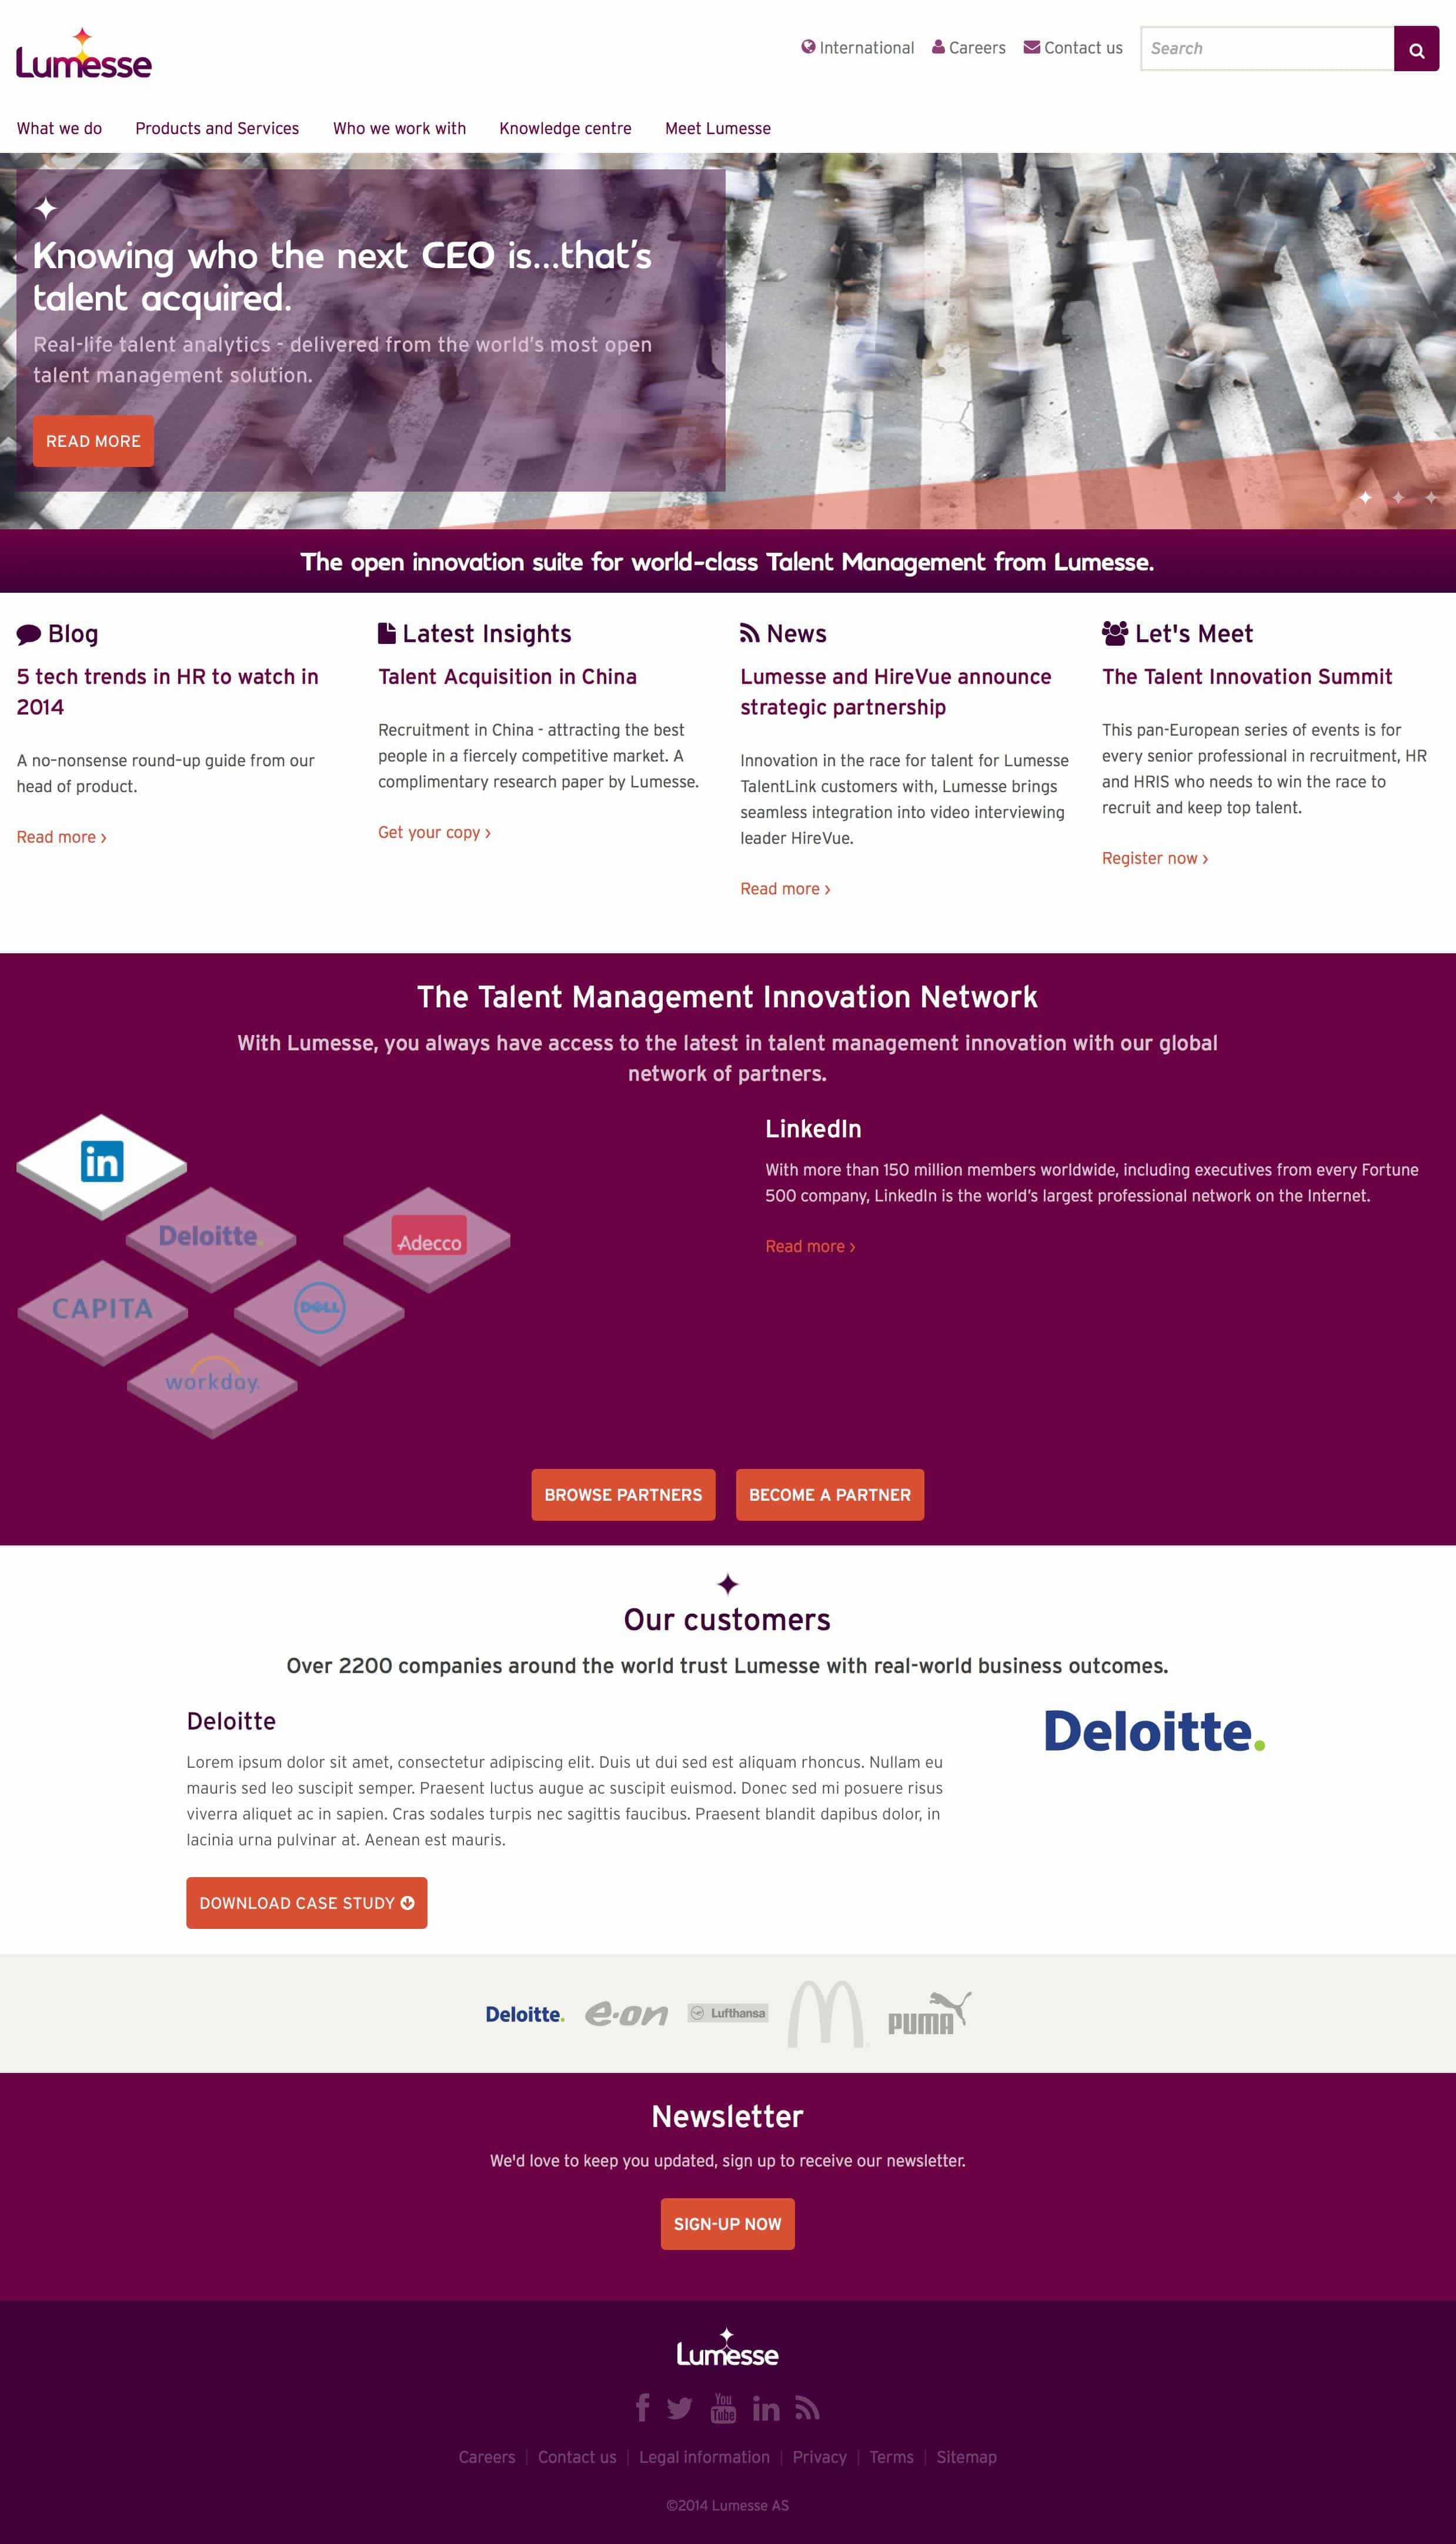 Lumesse
International Careers Contact us Search
What we do Products and Services Who we work with Knowledge centre Meet Lumesse
Knowing who the next CEO is...that's
talent acquired.
Real-life talent analytics - delivered from the world's most open
talent management solution.
READ MORE
The open innovation suite for world-class Talent Management from Lumesse.
Blog
5 tech trends in HR to watch in
2014
A no-nonsense round-up guide from our
head of product.
Read more ›
Latest Insights
Talent Acquisition in China
Recruitment in China - attracting the best
people in a fiercely competitive market. A
complimentary research paper by Lumesse.
Get your copy ›
News
Lumesse and HireVue announce
strategic partnership
Innovation in the race for talent for Lumesse
TalentLink customers with, Lumesse brings
seamless integration into video interviewing
leader HireVue.
Read more ›
Let's Meet
The Talent Innovation Summit
This pan-European series of events is for
every senior professional in recruitment, HR
and HRIS who needs to win the race to
recruit and keep top talent.
Register now ›
The Talent Management Innovation Network
With Lumesse, you always have access to the latest in talent management innovation with our global
network of partners.
in
Deloitte.
Adecco
CAPITA
DELL
workday.
LinkedIn
With more than 150 million members worldwide, including executives from every Fortune
500 company, LinkedIn is the world's largest professional network on the Internet.
Read more ›
BROWSE PARTNERS BECOME A PARTNER
Our customers
Over 2200 companies around the world trust Lumesse with real-world business outcomes.
Deloitte
Lorem ipsum dolor sit amet, consectetur adipiscing elit. Duis ut dui sed est aliquam rhoncus. Nullam eu
mauris sed leo suscipit semper. Praesent luctus augue ac suscipit euismod. Donec sed mi posuere risus
viverra aliquet ac in sapien. Cras sodales turpis nec sagittis faucibus. Praesent blandit dapibus dolor, in
lacinia urna pulvinar at. Aenean est mauris.
DOWNLOAD CASE STUDY
Deloitte.
Deloitte. e·on Lufthansa PUMA
Newsletter
We'd love to keep you updated, sign up to receive our newsletter.
SIGN-UP NOW
Lumesse
f You Tube in
Careers | Contact us | Legal information | Privacy | Terms | Sitemap
©2014 Lumesse AS